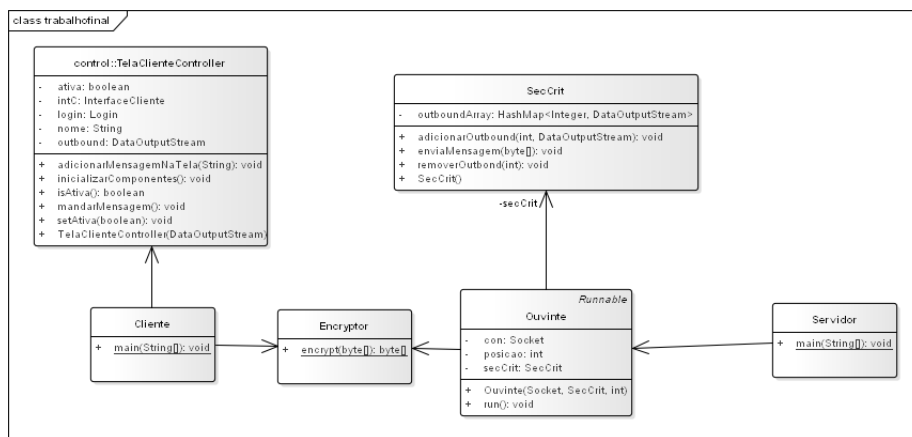 class trabalhofinal
control::TelaClienteController
- ativa: boolean
- intC: InterfaceCliente
- login: Login
- nome: String
- outbound: DataOutputStream
+ adicionarMensagemNaTela(String): void
+ inicializarComponentes(): void
+ isAtiva(): boolean
+ mandarMensagem(): void
+ setAtiva(boolean): void
+ TelaClienteController(DataOutputStream)
SecCrit
- outboundArray: HashMap<Integer, DataOutputStream>
+ adicionarOutbound(int, DataOutputStream): void
+ enviaMensagem(byte[]): void
+ removerOutbond(int): void
+ SecCrit()
-secCrit
Cliente
+ main(String[]): void
Encryptor
+ encrypt(byte[]): byte[]
Runnable
Ouvinte
- con: Socket
- posicao: int
- secCrit: SecCrit
+ Ouvinte(Socket, SecCrit, int)
+ run(): void
Servidor
+ main(String[]): void